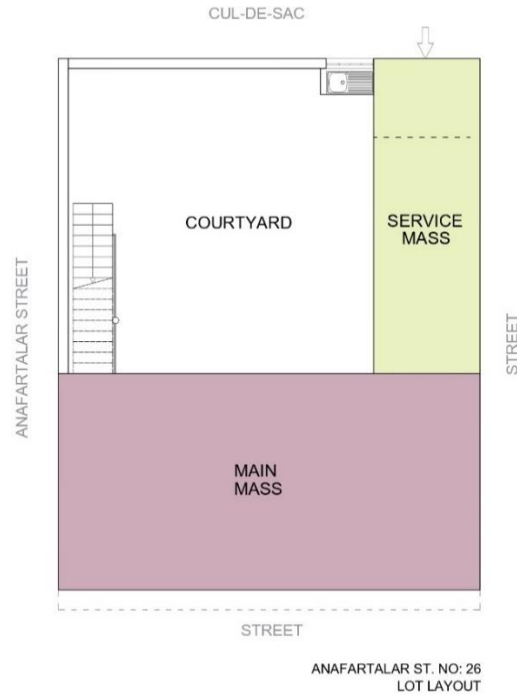 CUL-DE-SAC
COURTYARD
SERVICE
MASS
ANAFARTALAR STREET
STREET
MAIN
MASS
STREET
ANAFARTALAR ST. NO: 26
LOT LAYOUT